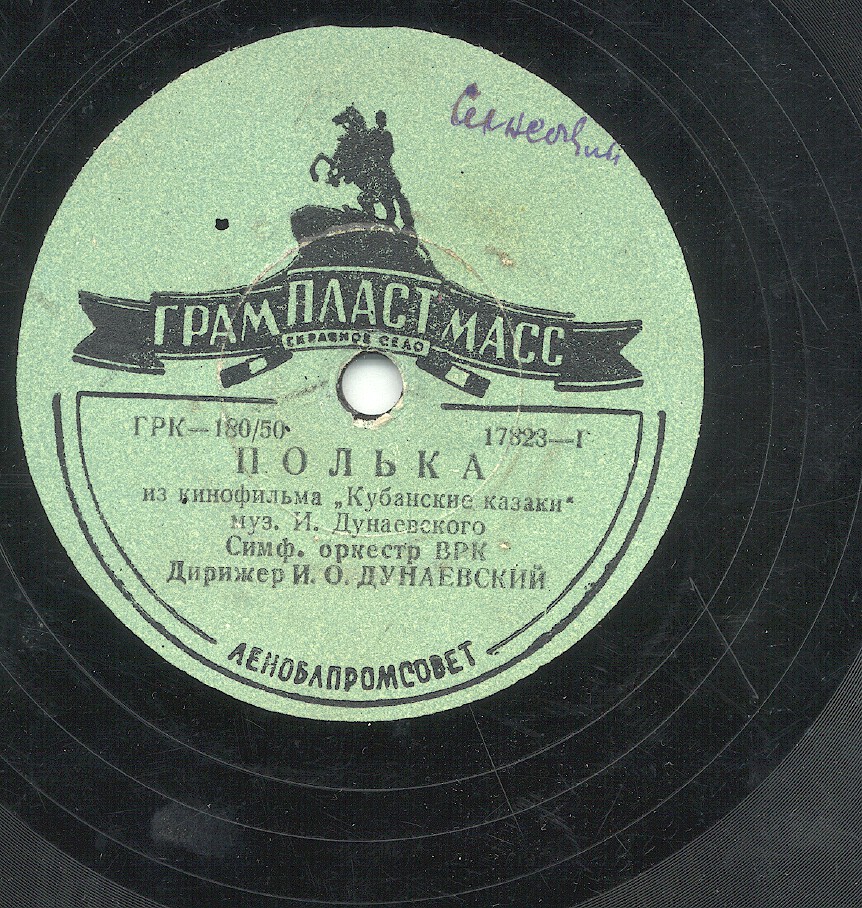 ГРАМПЛАСТМАСС
КРАСНОЕ СЕЛО
ГРК—180/50 17823—Г
ПОЛЬКА
из кинофильма „Кубанские казаки“
муз. И. Дунаевского
Симф. оркестр ВРК
Дирижер И. О. ДУНАЕВСКИЙ
ЛЕНОБЛПРОМСОВЕТ